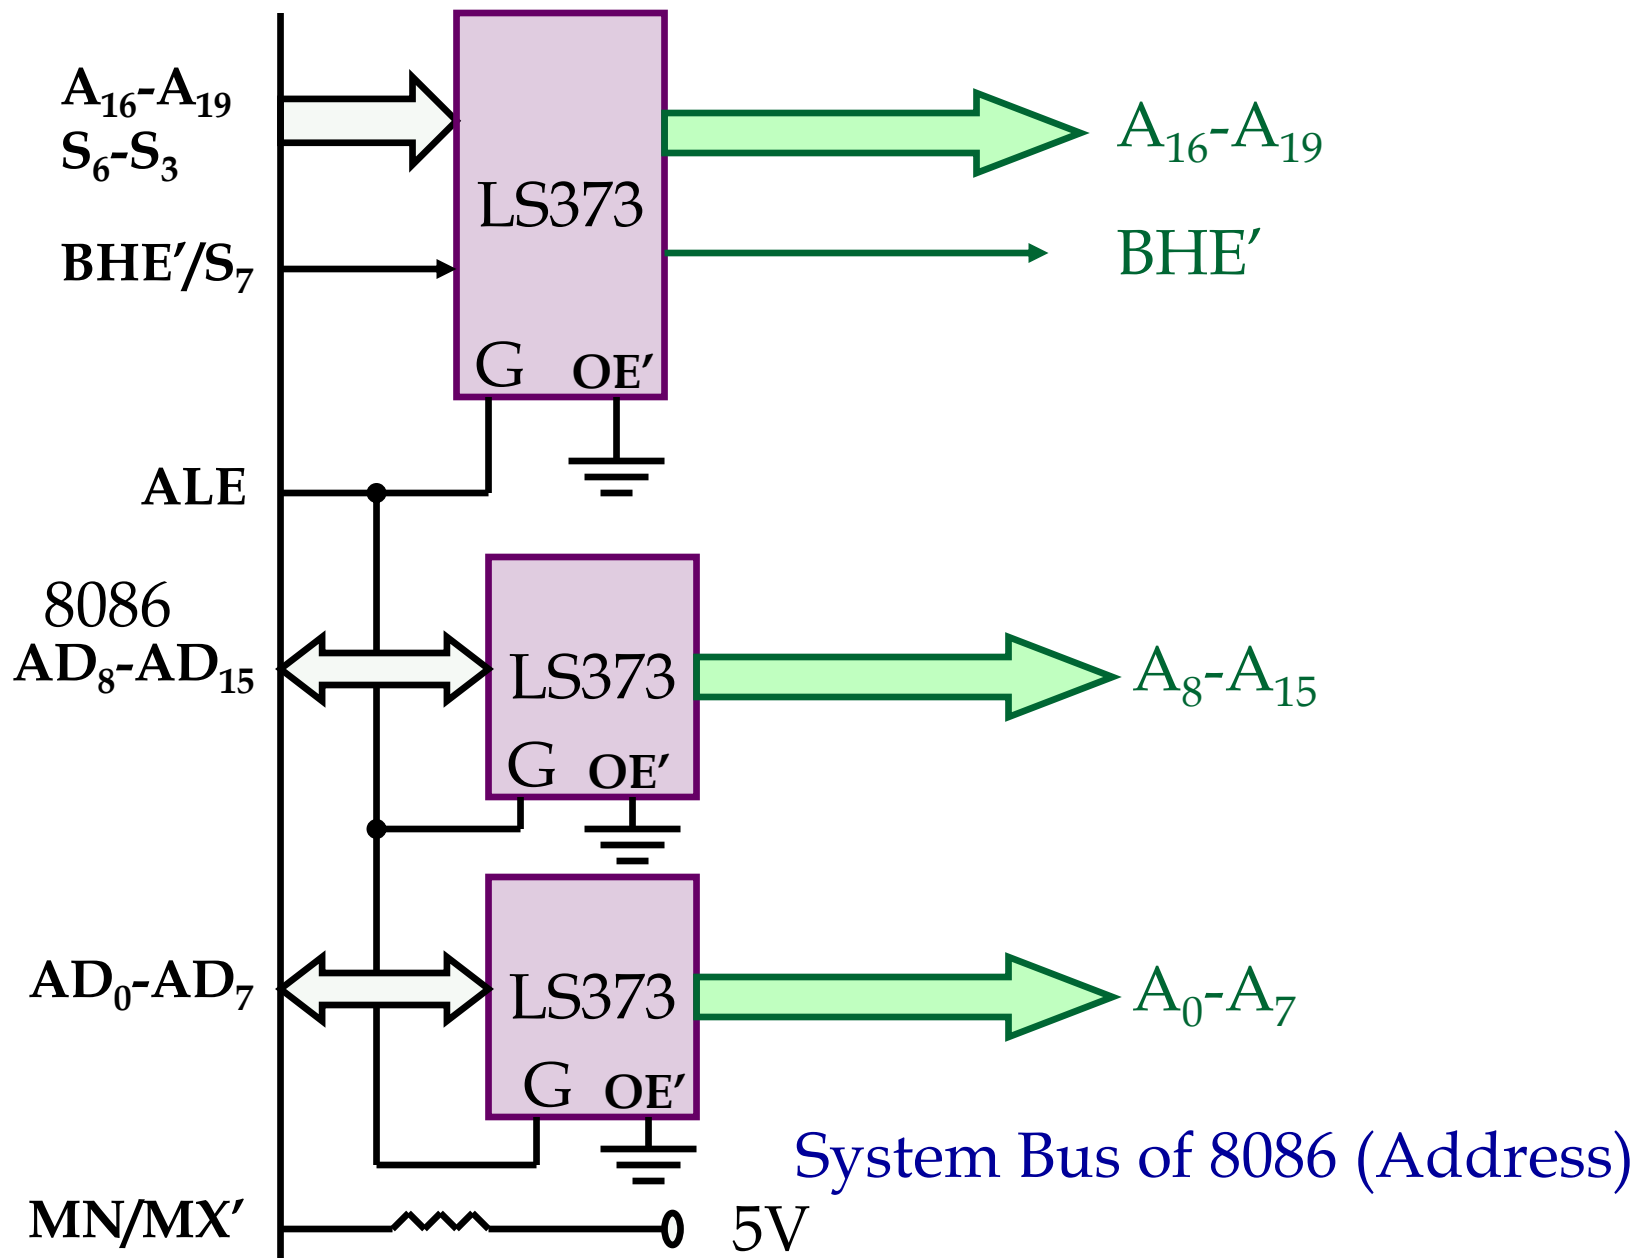 A16-A19
S6-S3
LS373
A16-A19
BHE'/S7
BHE'
G OE'
ALE
8086
AD8-AD15
LS373
A8-A15
G OE'
AD0-AD7
LS373
A0-A7
G OE'
System Bus of 8086 (Address)
MN/MX'
5V